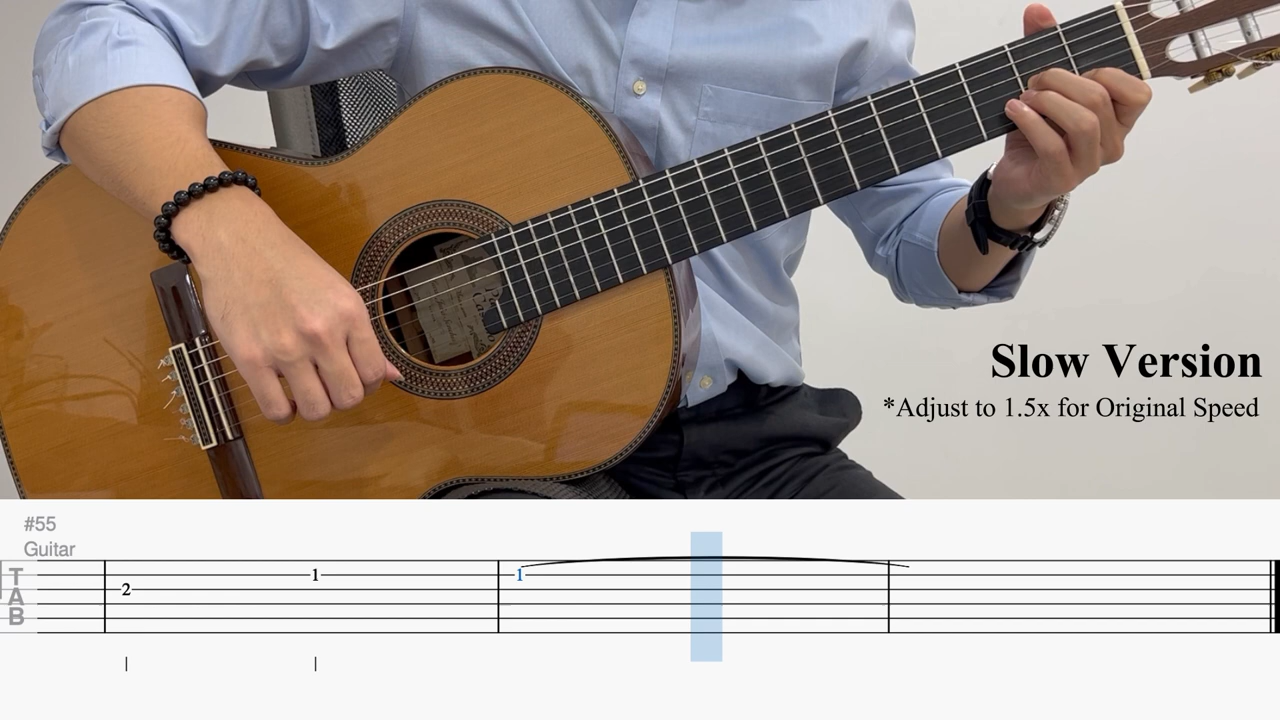 Slow Version
*Adjust to 1.5x for Original Speed
#55
Guitar
T
A
B
2
1
1